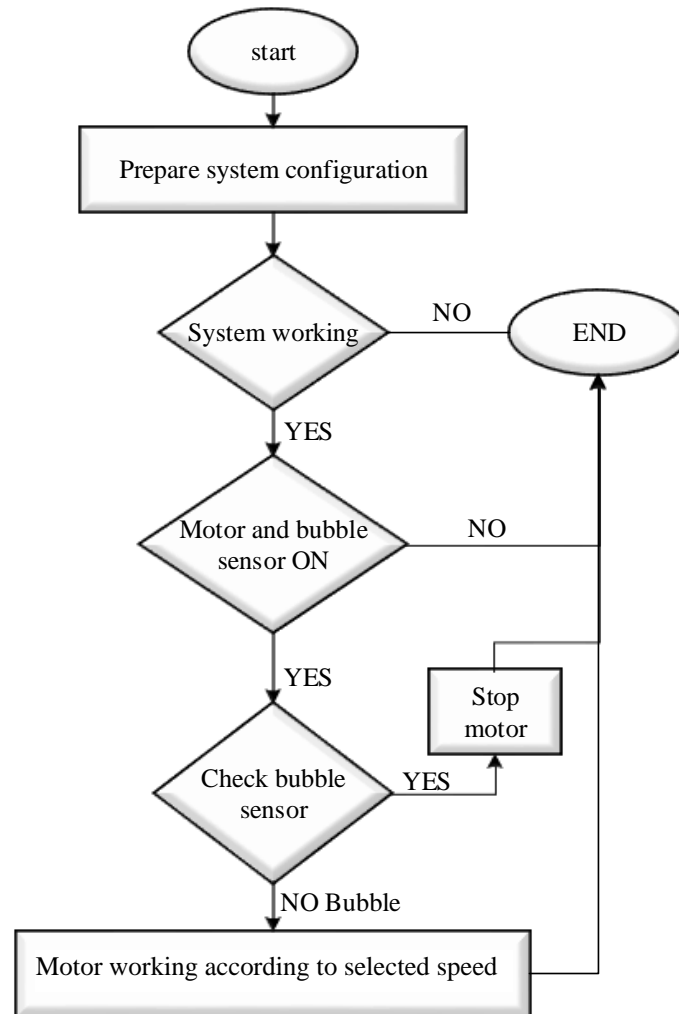 start
Prepare system configuration
System working
NO
END
YES
Motor and bubble
sensor ON
NO
YES
Stop
motor
Check bubble
sensor
YES
NO Bubble
Motor working according to selected speed